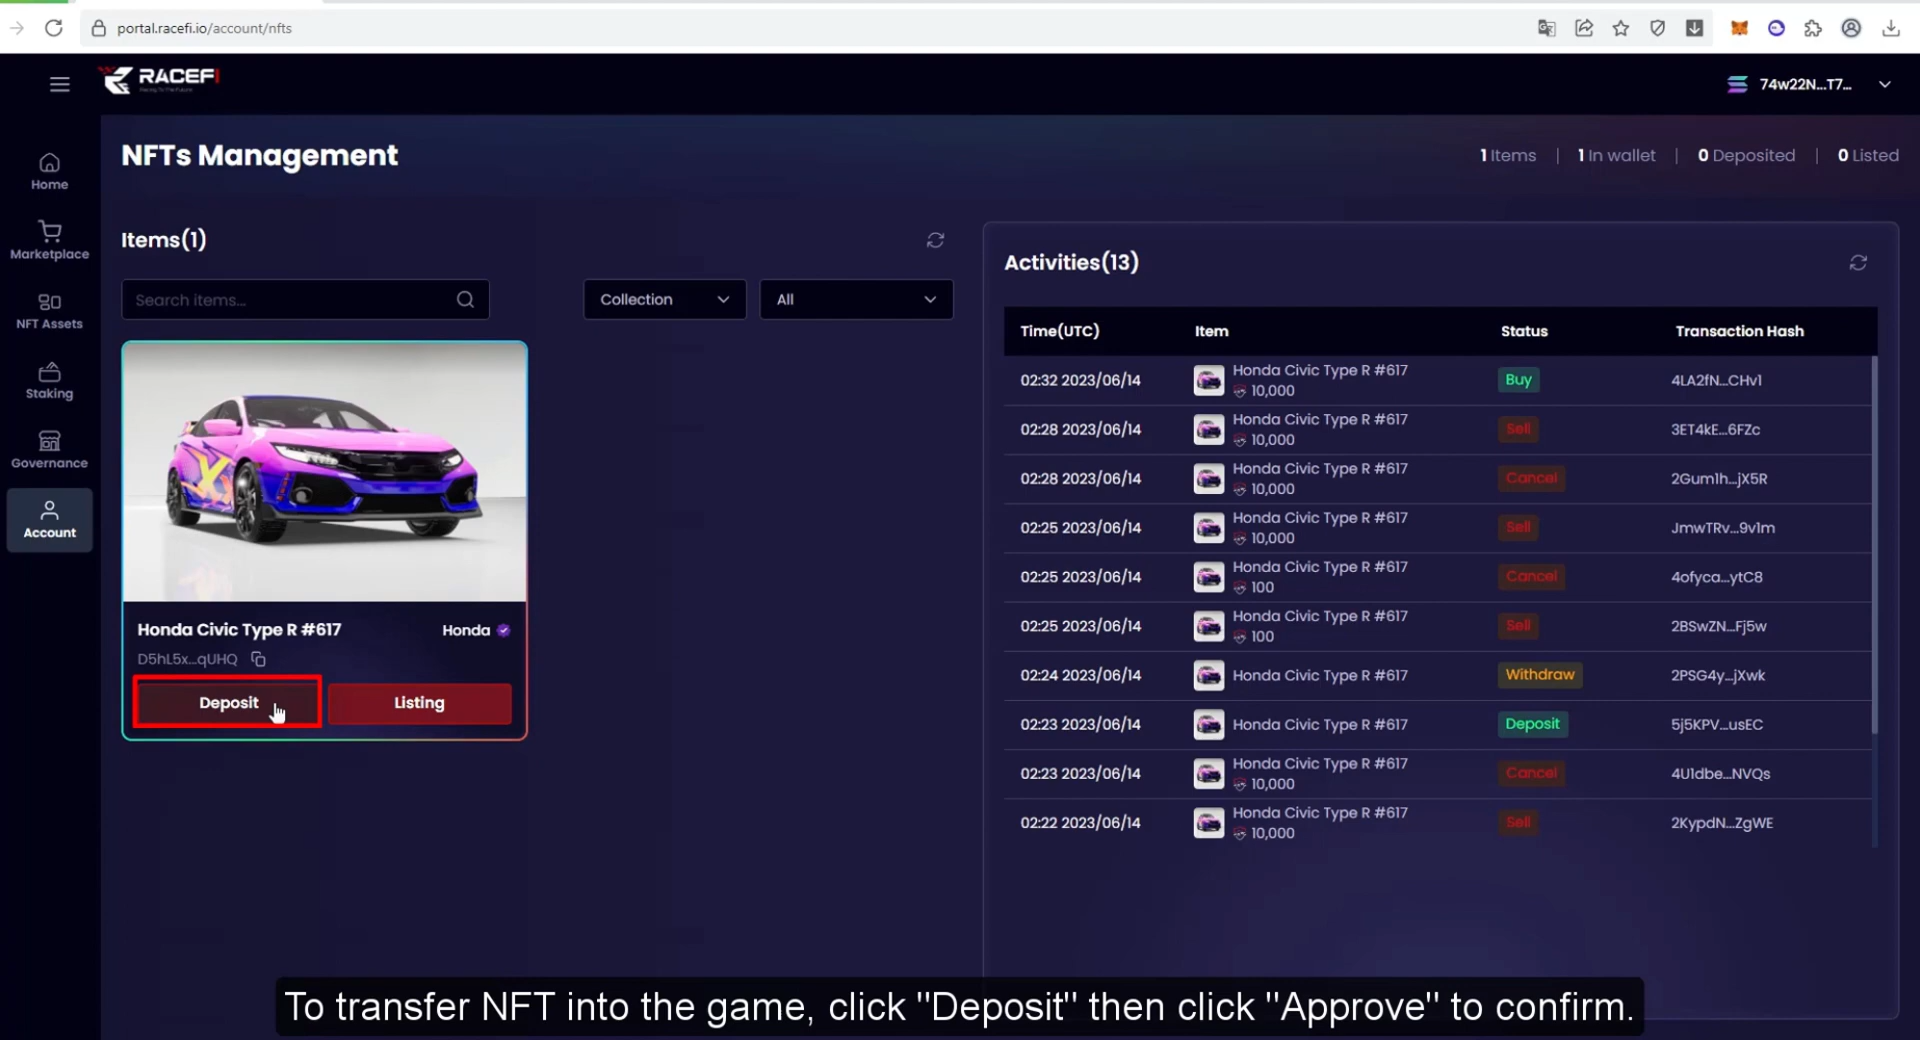 portal.racefi.io/account/nfts
RACEFI
74w22N...T7...
Home
Marketplace
NFT Assets
Staking
Governance
Account
NFTs Management
1 Items | 1 In wallet | 0 Deposited | 0 Listed
Items(1)
Search items...
Collection
All
Honda Civic Type R #617
Honda
D5hL5x...qUHQ
Deposit
Listing
Activities(13)
Time(UTC) Item Status Transaction Hash
02:32 2023/06/14 Honda Civic Type R #617 Buy 4LA2fN...CHv1
10,000
02:28 2023/06/14 Honda Civic Type R #617 Sell 3ET4kE...6FZc
10,000
02:28 2023/06/14 Honda Civic Type R #617 Cancel 2Gum1h...jX5R
10,000
02:25 2023/06/14 Honda Civic Type R #617 Sell JmwTRv...9v1m
10,000
02:25 2023/06/14 Honda Civic Type R #617 Cancel 4ofyca...ytC8
100
02:25 2023/06/14 Honda Civic Type R #617 Sell 2BSwZN...Fj5w
100
02:24 2023/06/14 Honda Civic Type R #617 Withdraw 2PSG4y...jXwk
02:23 2023/06/14 Honda Civic Type R #617 Deposit 5j5KPV...usEC
02:23 2023/06/14 Honda Civic Type R #617 Cancel 4U1dbe...NVQs
10,000
02:22 2023/06/14 Honda Civic Type R #617 Sell 2KypdN...ZgWE
10,000
To transfer NFT into the game, click "Deposit" then click "Approve" to confirm.